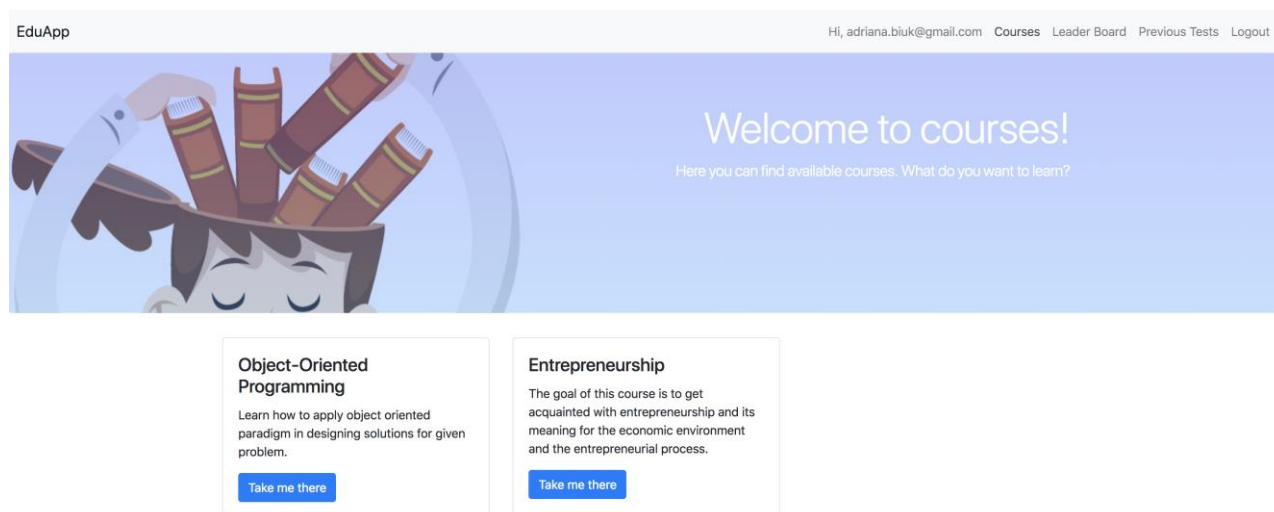 EduApp
Hi, adriana.biuk@gmail.com Courses Leader Board Previous Tests Logout
Welcome to courses!
Here you can find available courses. What do you want to learn?
Object-Oriented
Programming
Learn how to apply object oriented
paradigm in designing solutions for given
problem.
Take me there
Entrepreneurship
The goal of this course is to get
acquainted with entrepreneurship and its
meaning for the economic environment
and the entrepreneurial process.
Take me there